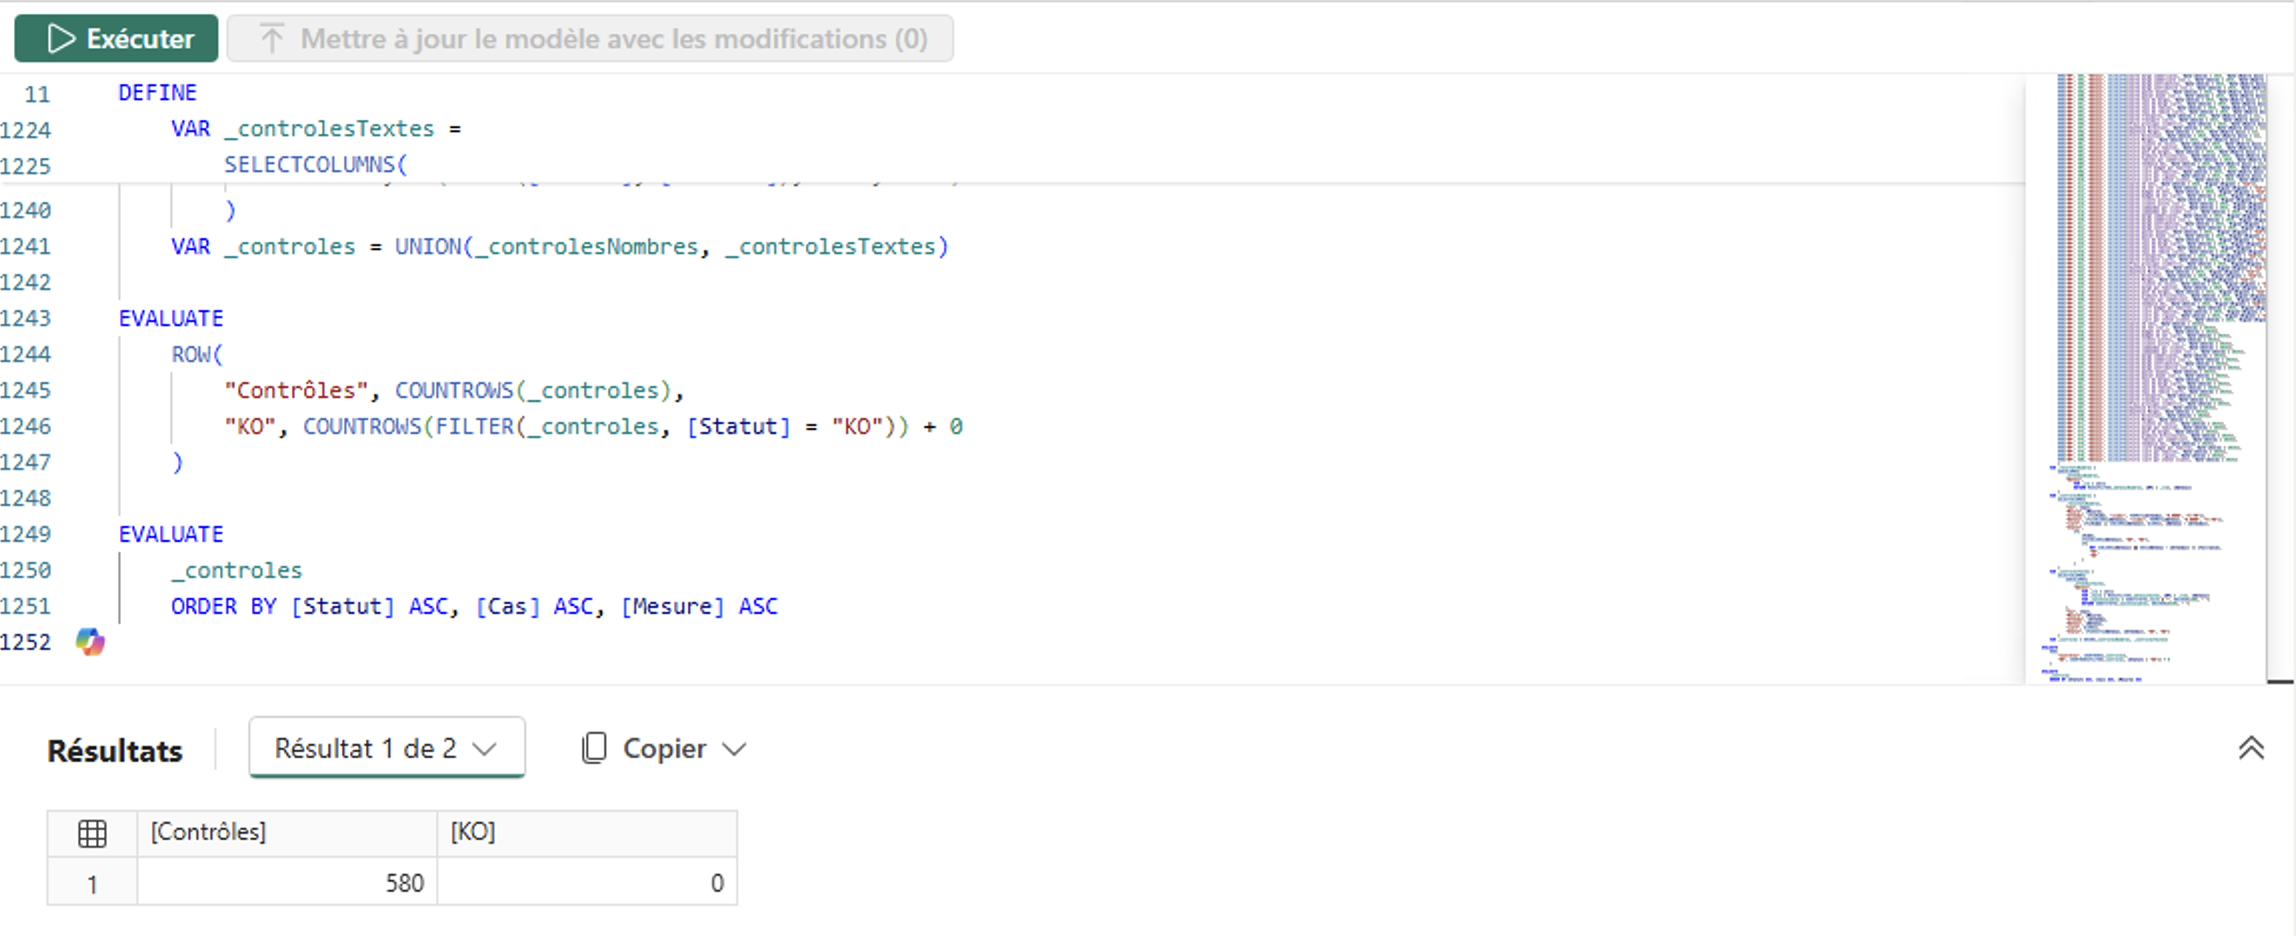 Exécuter
Mettre à jour le modèle avec les modifications (0)
11 DEFINE
1224 VAR _controlesTextes =
1225 SELECTCOLUMNS(
1240 )
1241 VAR _controles = UNION(_controlesNombres, _controlesTextes)
1242
1243 EVALUATE
1244 ROW(
1245 "Contrôles", COUNTROWS(_controles),
1246 "KO", COUNTROWS(FILTER(_controles, [Statut] = "KO")) + 0
1247 )
1248
1249 EVALUATE
1250 _controles
1251 ORDER BY [Statut] ASC, [Cas] ASC, [Mesure] ASC
1252
Résultats
Résultat 1 de 2
Copier
[Contrôles] [KO]
1 580 0